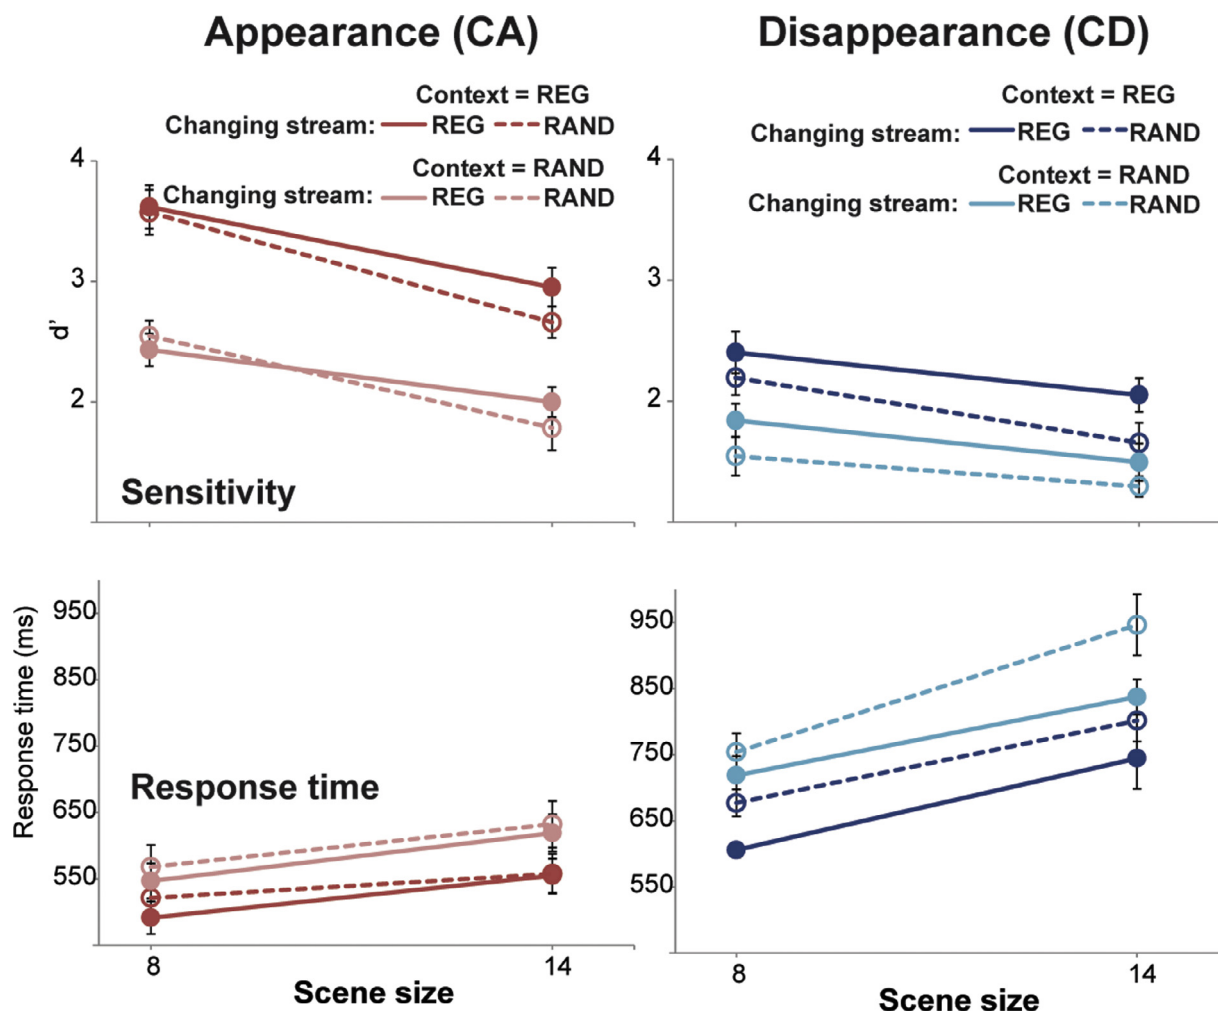 Appearance (CA)
Context = REG
Changing stream: REG RAND
Context = RAND
Changing stream: REG RAND
4
3
2
d'
Sensitivity
Disappearance (CD)
Context = REG
Changing stream: REG RAND
Context = RAND
Changing stream: REG RAND
4
3
2
950
850
750
650
550
Response time (ms)
Response time
8
14
Scene size
950
850
750
650
550
8
14
Scene size